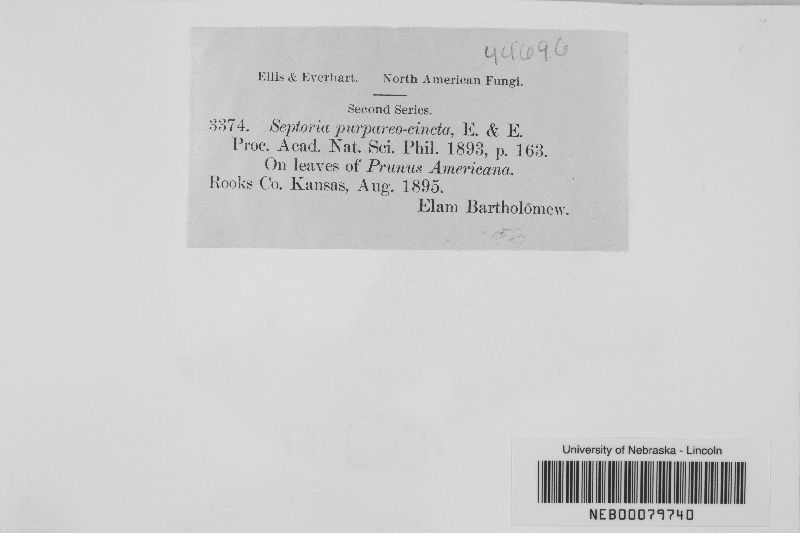 44696
Ellis & Everhart. North American Fungi.
Second Series.
3374. Septoria purpareo-cincta, E. & E.
Proc. Acad. Nat. Sci. Phil. 1893, p. 163.
On leaves of Prunus Americana.
Rooks Co. Kansas, Aug. 1895.
Elam Bartholomew.
University of Nebraska - Lincoln
NEB00079740